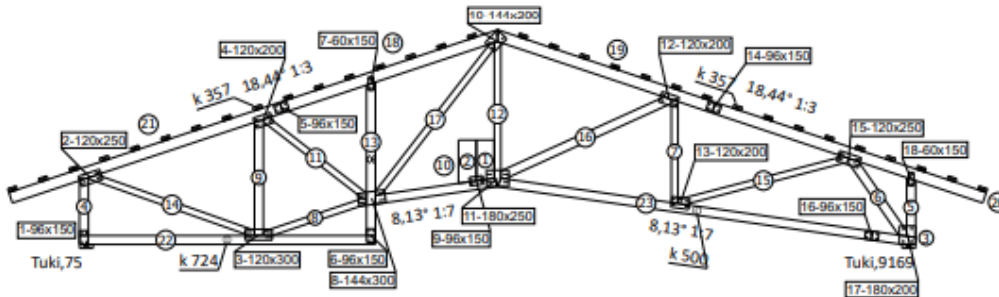 10-144x200
7-60x150
18
19
12-120x200
4-120x200
14-96x150
k 357 18,44° 1:3
k 357 18,44° 1:3
21
5-96x150
17
12
16
15-120x250
2-120x250
13
7
18-60x150
11
9
10
2
1
13-120x200
15
4
14
8
6
5
11-180x250
23
16-96x150
1-96x150
8,13° 1:7
8,13° 1:7
22
9-96x150
3
k 724
3-120x300
6-96x150
k 500
Tuki,75
8-144x300
Tuki,9169
17-180x200